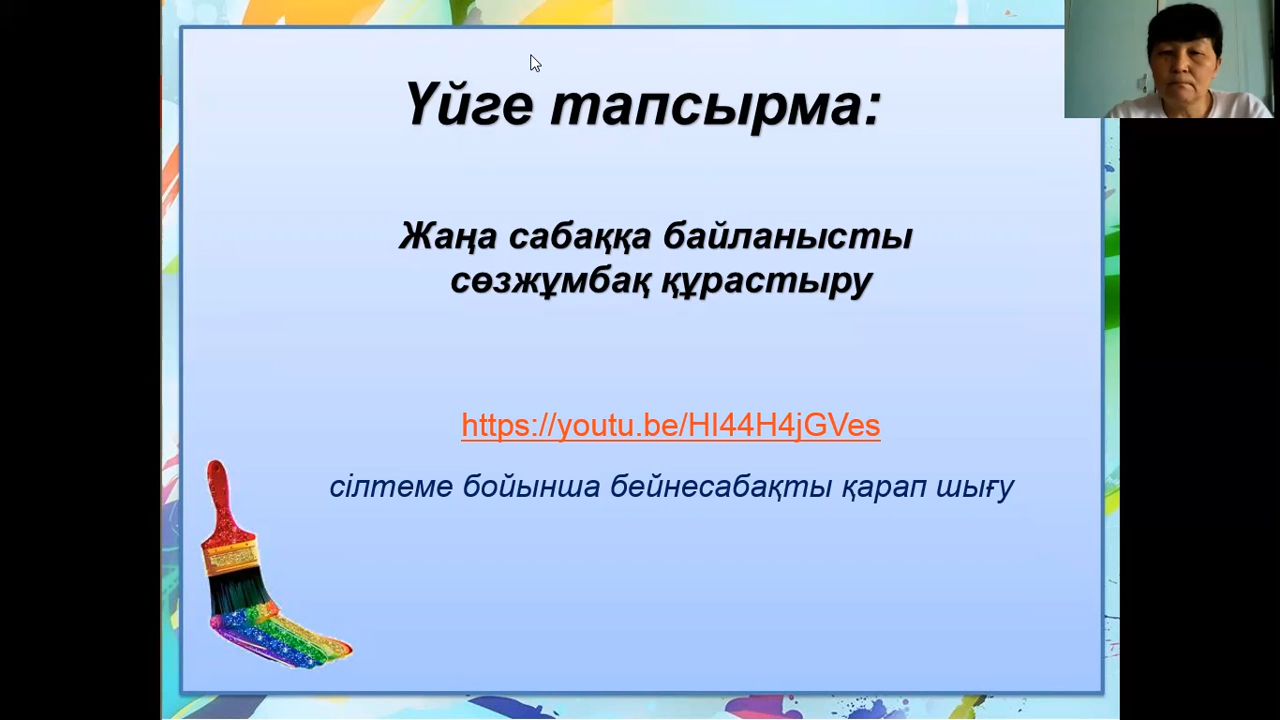 Үйге тапсырма:
Жаңа сабаққа байланысты
сөзжұмбақ құрастыру
https://youtu.be/HI44H4jGVes
сілтеме бойынша бейнесабақты қарап шығу